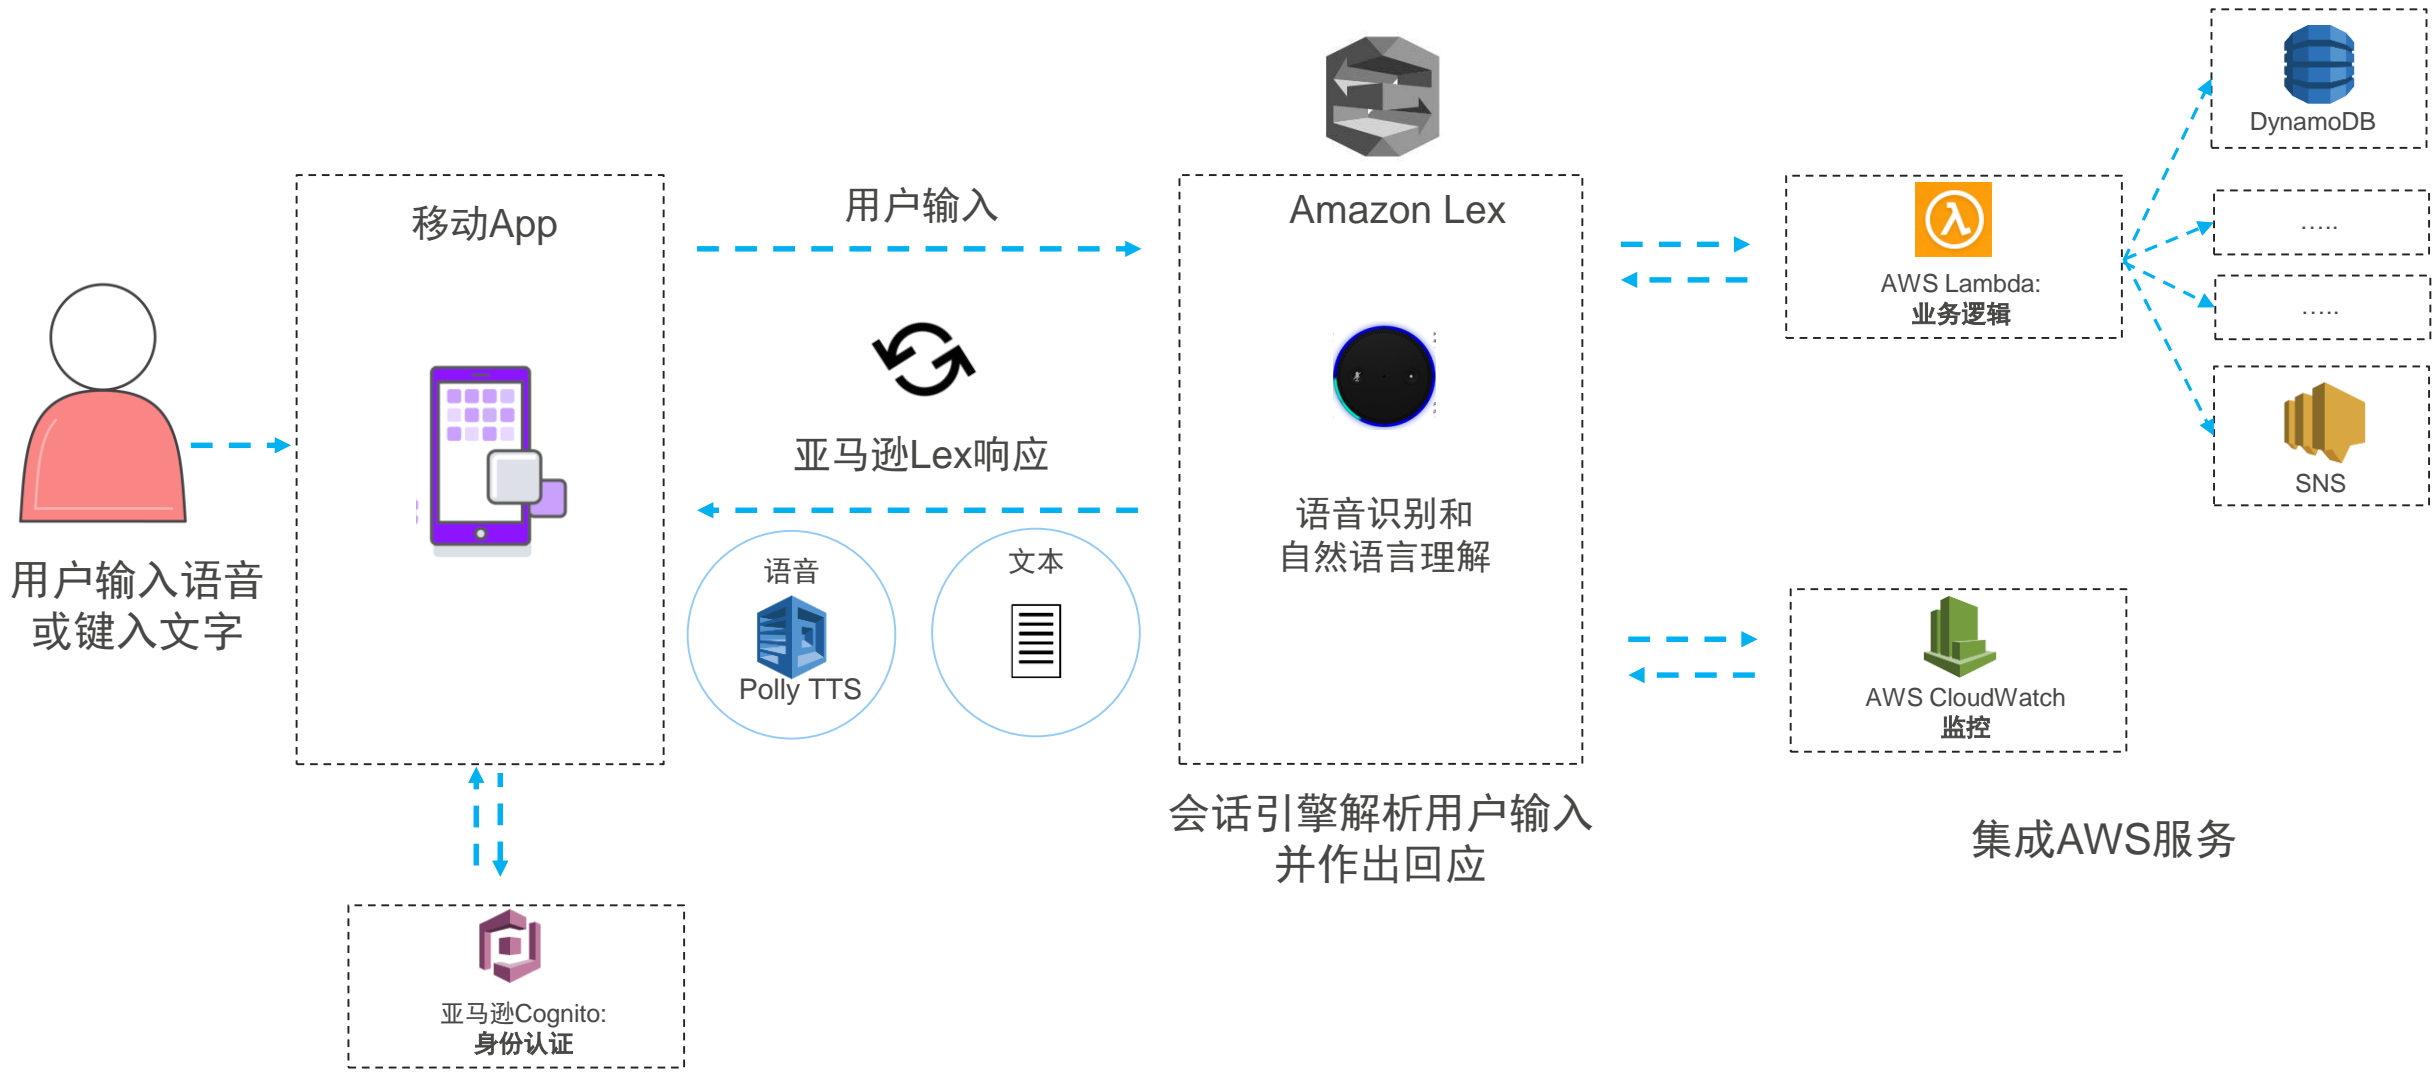 用户输入语音
或键入文字
移动App
亚马逊Cognito:
身份认证
用户输入
亚马逊Lex响应
语音
Polly TTS
文本
Amazon Lex
语音识别和
自然语言理解
会话引擎解析用户输入
并作出回应
AWS Lambda:
业务逻辑
AWS CloudWatch
监控
DynamoDB
.....
.....
SNS
集成AWS服务